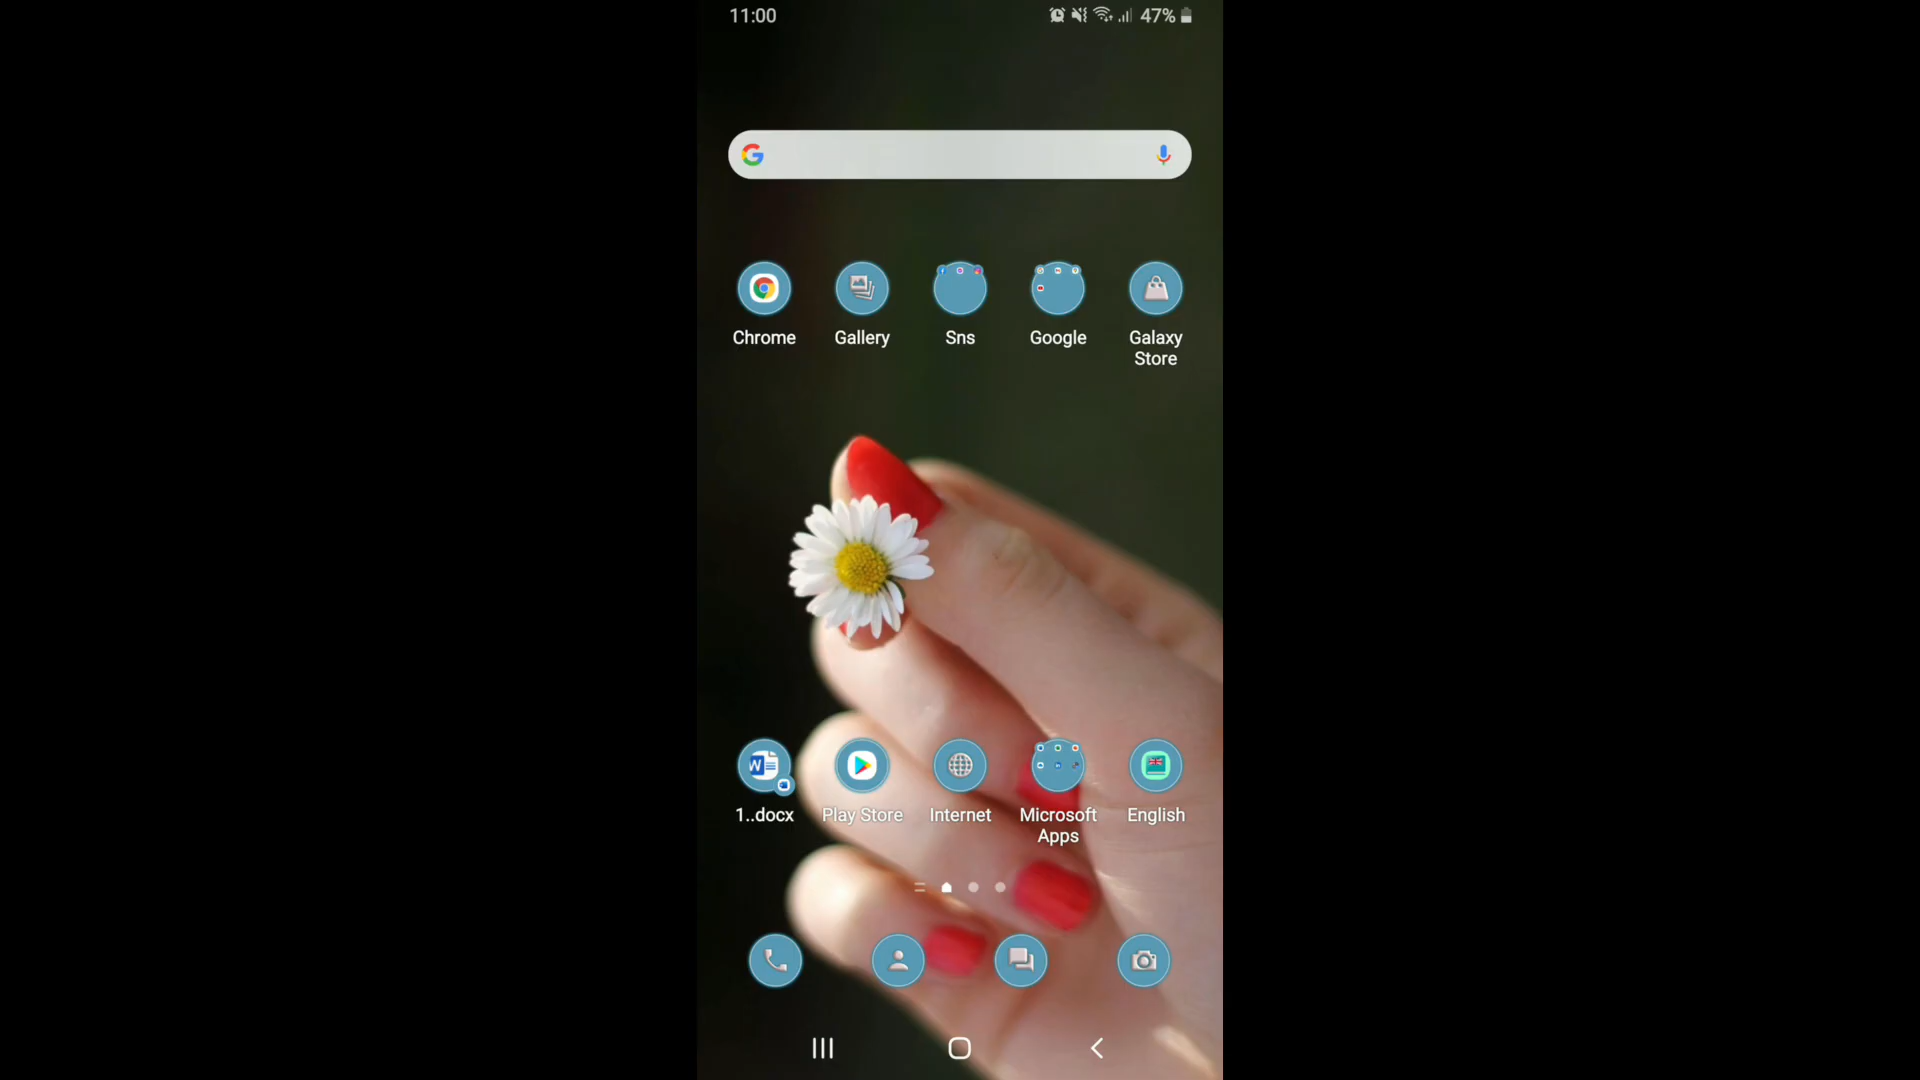 11:00 47%
Chrome Gallery Sns Google Galaxy Store
1..docx Play Store Internet Microsoft Apps English